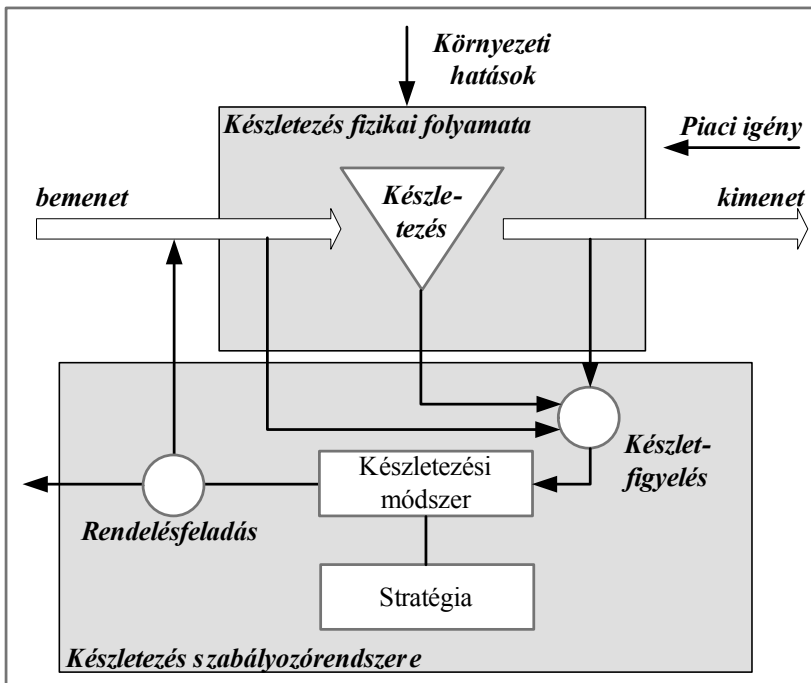 Környezeti
hatások
Készletezés fizikai folyamata
Piaci igény
bemenet
Készle-
tezés
kimenet
Készlet-
figyelés
Készletezési
módszer
Rendelésfeladás
Stratégia
Készletezés szabályozórendszere